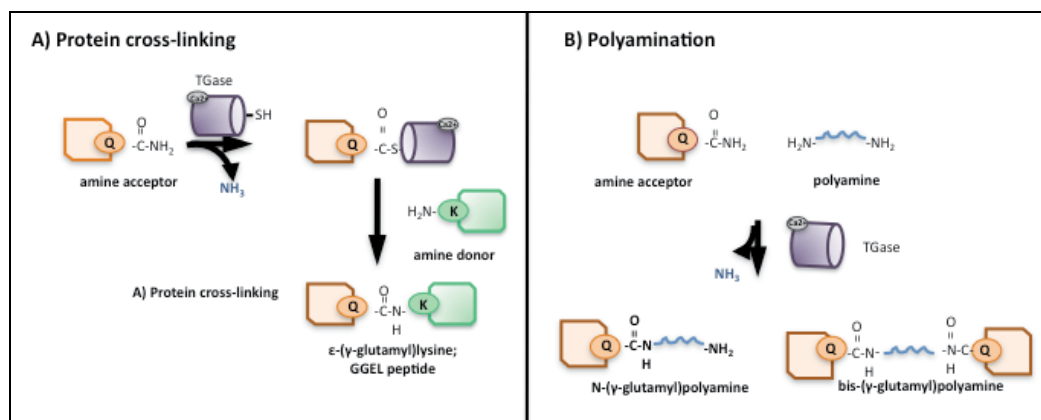 A) Protein cross-linking
TGase
Ca2+
-SH
Q
O
-C-NH2
amine acceptor
NH3
O
Q
-C-S-
Ca2+
H2N-
K
amine donor
A) Protein cross-linking
Q
O
-C-N-
H
K
ε-(γ-glutamyl)lysine;
GGEL peptide
B) Polyamination
Q
O
-C-NH2
amine acceptor
H2N-
-NH2
polyamine
Ca2+
TGase
NH3
Q
O
-C-N
H
-NH2
N-(γ-glutamyl)polyamine
Q
O
-C-N-
H
O
-N-C-
H
Q
bis-(γ-glutamyl)polyamine